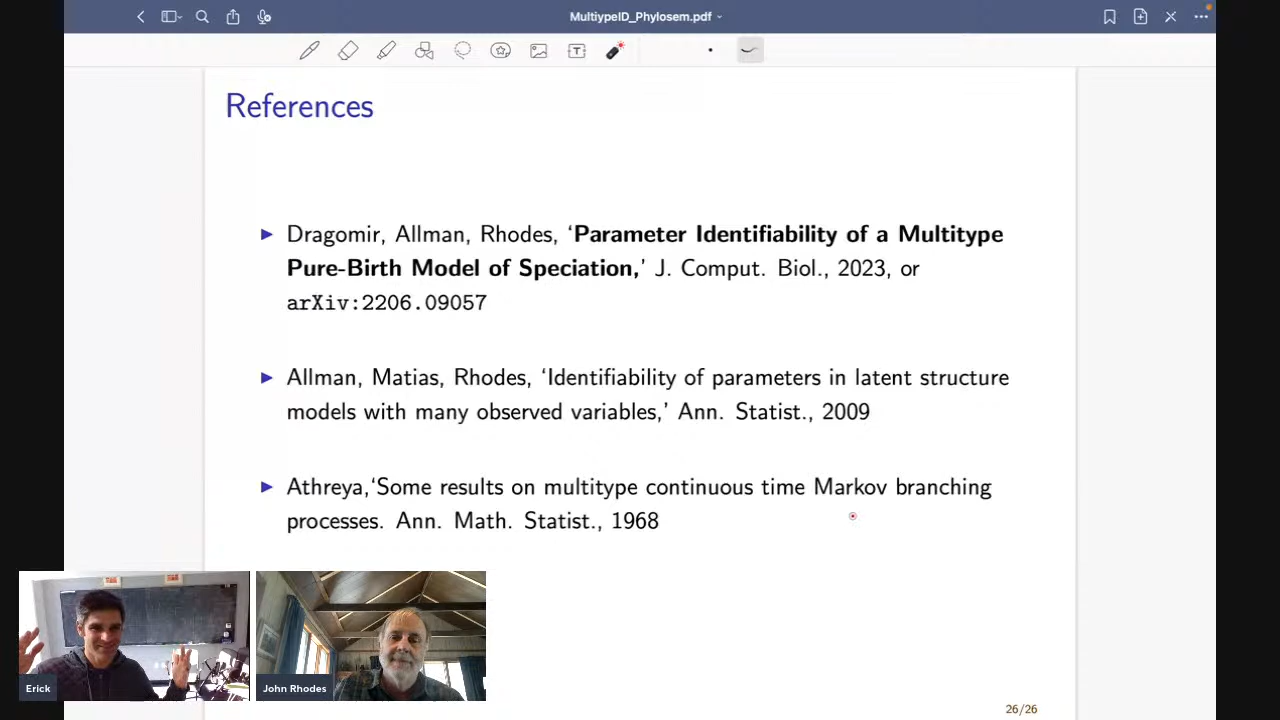 MultiypeID_Phylosem.pdf
T
References
▶ Dragomir, Allman, Rhodes, ‘Parameter Identifiability of a Multitype
Pure-Birth Model of Speciation,’ J. Comput. Biol., 2023, or
arXiv:2206.09057
▶ Allman, Matias, Rhodes, ‘Identifiability of parameters in latent structure
models with many observed variables,’ Ann. Statist., 2009
▶ Athreya,‘Some results on multitype continuous time Markov branching
processes. Ann. Math. Statist., 1968
Erick
John Rhodes
26/26